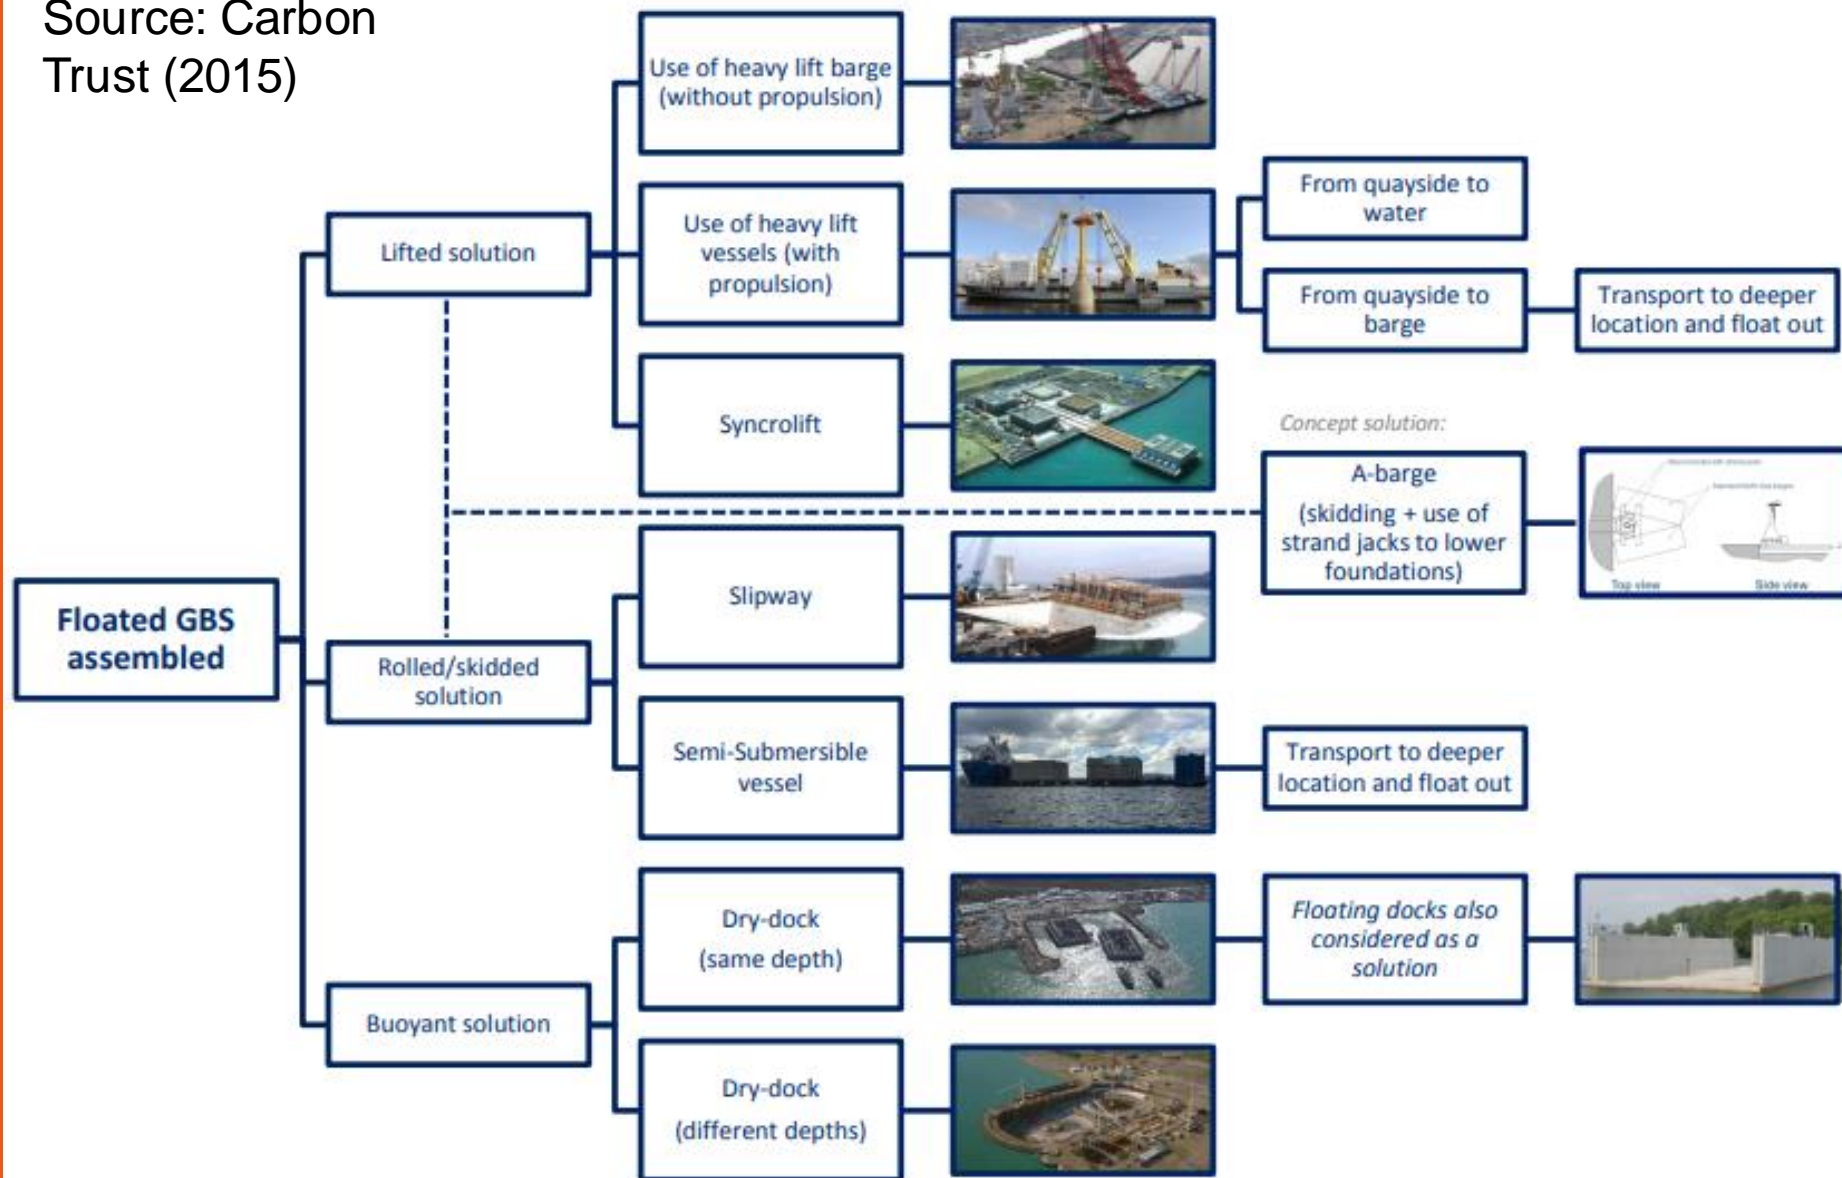 Source: Carbon
Trust (2015)
Use of heavy lift barge
(without propulsion)
From quayside to
water
Lifted solution
Use of heavy lift
vessels (with
propulsion)
From quayside to
barge
Transport to deeper
location and float out
Syncrolift
Concept solution:
A-barge
(skidding + use of
strand jacks to lower
foundations)
Top view
Side view
Slipway
Floated GBS
assembled
Rolled/skidded
solution
Semi-Submersible
vessel
Transport to deeper
location and float out
Dry-dock
(same depth)
Floating docks also
considered as a
solution
Buoyant solution
Dry-dock
(different depths)